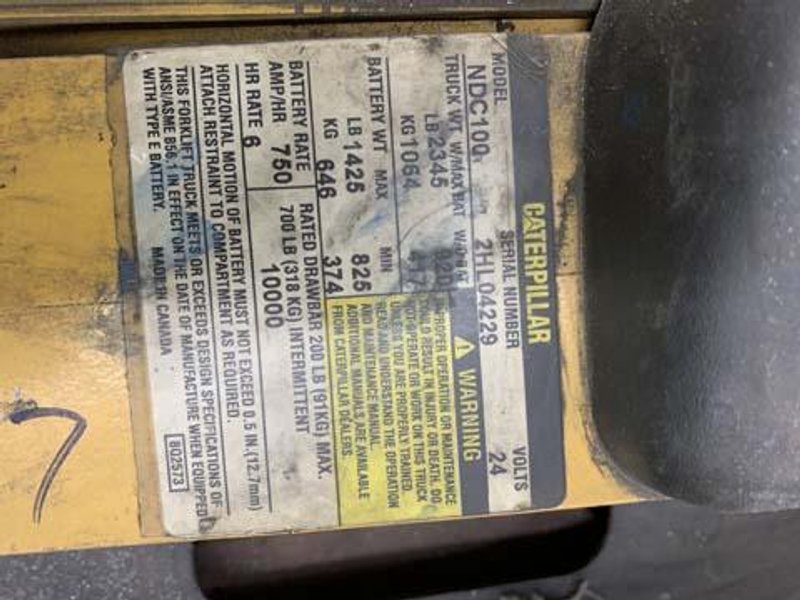 CATERPILLAR
MODEL SERIAL NUMBER VOLTS
NDC100 2HL04229 24
TRUCK WT W/MAX BAT W/O BAT
LB 2345 920
KG 1064 417
BATTERY WT MAX MIN
LB 1425 825
KG 646 374
WARNING
IMPROPER OPERATION OR MAINTENANCE
COULD RESULT IN INJURY OR DEATH. DO
NOT OPERATE OR WORK ON THIS TRUCK
UNLESS YOU ARE PROPERLY TRAINED
READ AND UNDERSTAND THE OPERATION
AND MAINTENANCE MANUAL.
ADDITIONAL MANUALS ARE AVAILABLE
FROM CATERPILLAR DEALERS.
BATTERY RATE
AMP/HR 750
HR RATE 6
RATED DRAWBAR 200 LB (91KG) MAX.
700 LB (318 KG) INTERMITTENT
10000
HORIZONTAL MOTION OF BATTERY MUST NOT EXCEED 0.5 IN. (12.7mm)
ATTACH RESTRAINT TO COMPARTMENT AS REQUIRED.
THIS FORKLIFT TRUCK MEETS OR EXCEEDS DESIGN SPECIFICATIONS OF
ANSI/ASME B56.1 IN EFFECT ON THE DATE OF MANUFACTURE WHEN EQUIPPED
WITH TYPE E BATTERY. MADE IN CANADA 802573
7